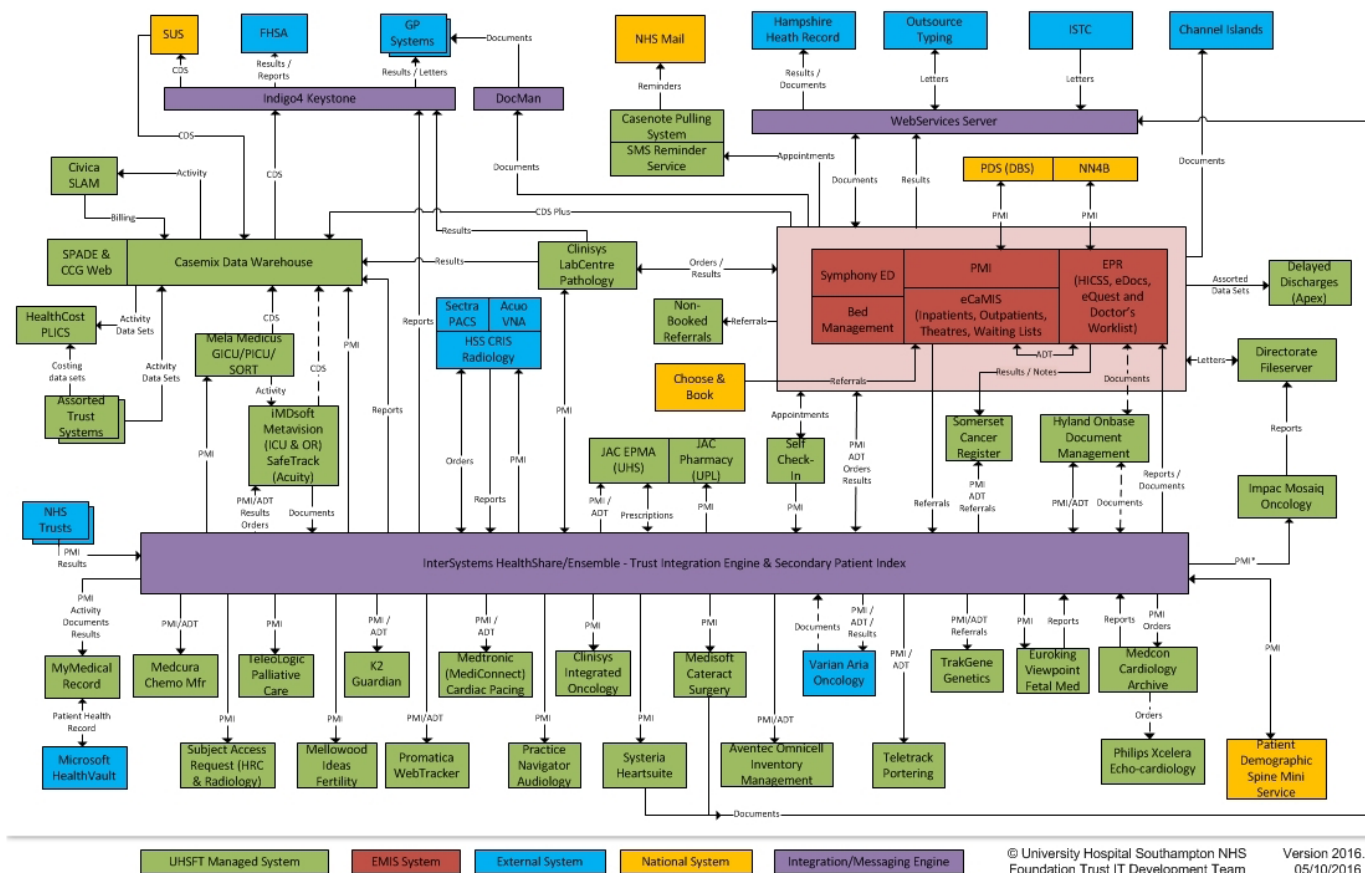 SUS
FHSA
GP
Systems
Documents
NHS Mail
Hampshire
Heath Record
Outsource
Typing
ISTC
Channel Islands
CDS
Results /
Reports
Results / Letters
Reminders
Results /
Documents
Letters
Letters
Indigo4 Keystone
DocMan
Casenote Pulling
System
SMS Reminder
Service
WebServices Server
CDS
Civica
SLAM
Activity
CDS
Documents
Appointments
Documents
Results
PDS (DBS)
NN4B
Documents
Billing
CDS Plus
PMI
PMI
Results
SPADE &
CCG Web
Casemix Data Warehouse
Results
Clinisys
LabCentre
Pathology
Orders /
Results
Symphony ED
PMI
EPR
(HICSS, eDocs,
eQuest and
Doctor's
Worklist)
Bed
Management
eCaMIS
(Inpatients, Outpatients,
Theatres, Waiting Lists)
ADT
Assorted
Data Sets
Delayed
Discharges
(Apex)
HealthCost
PLICS
Activity
Data Sets
CDS
Reports
Sectra
PACS
Acuo
VNA
HSS CRIS
Radiology
Non-
Booked
Referrals
Referrals
Mela Medicus
GICU/PICU/
SORT
PMI
CDS
Costing
data sets
Activity
Data Sets
Choose &
Book
Referrals
Results / Notes
Documents
Letters
Directorate
Fileserver
Assorted
Trust
Systems
Activity
iMDsoft
Metavision
(ICU & OR)
SafeTrack
(Acuity)
Reports
PMI
Appointments
Somerset
Cancer
Register
Hyland Onbase
Document
Management
Reports
PMI
Orders
PMI
JAC EPMA
(UHS)
JAC
Pharmacy
(UPL)
Self
Check-
In
PMI
ADT
Orders
Results
Reports /
Documents
Impac Mosaiq
Oncology
NHS
Trusts
PMI/ADT
Results
Orders
Documents
Reports
PMI /
ADT
Prescriptions
PMI
PMI
Referrals
PMI
ADT
Referrals
PMI/ADT
Documents
PMI
Results
InterSystems HealthShare/Ensemble - Trust Integration Engine & Secondary Patient Index
PMI*
PMI
Activity
Documents
Results
PMI/ADT
PMI
PMI /
ADT
PMI /
ADT
PMI
PMI
Documents
PMI /
ADT
/ Results
PMI /
ADT
PMI/ADT
Referrals
PMI
Reports
Reports
PMI
Orders
PMI
MyMedical
Record
Medcura
Chemo Mfr
TeleoLogic
Palliative
Care
K2
Guardian
Medtronic
(MediConnect)
Cardiac Pacing
Clinisys
Integrated
Oncology
Medisoft
Cataract
Surgery
Varian Aria
Oncology
TrakGene
Genetics
Euroking
Viewpoint
Fetal Med
Medcon
Cardiology
Archive
Patient Health
Record
PMI
PMI
PMI/ADT
PMI
PMI
PMI/ADT
Orders
Microsoft
HealthVault
Subject Access
Request (HRC
& Radiology)
Mellowood
Ideas
Fertility
Promatica
WebTracker
Practice
Navigator
Audiology
Systeria
Heartsuite
Aventec Omnicell
Inventory
Management
Teletrack
Portering
Philips Xcelera
Echo-cardiology
Patient
Demographic
Spine Mini
Service
Documents
UHSFT Managed System
EMIS System
External System
National System
Integration/Messaging Engine
© University Hospital Southampton NHS
Foundation Trust IT Development Team
Version 2016.
05/10/2016